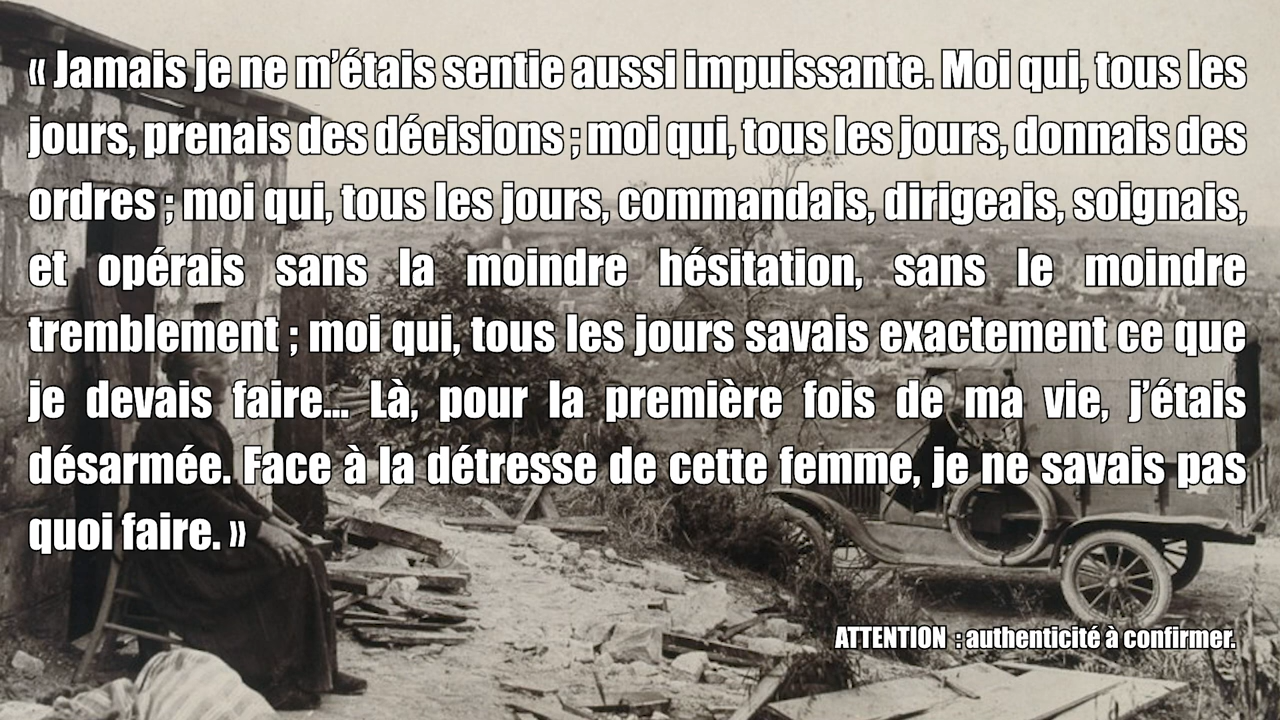 « Jamais je ne m’étais sentie aussi impuissante. Moi qui, tous les
jours, prenais des décisions ; moi qui, tous les jours, donnais des
ordres ; moi qui, tous les jours, commandais, dirigeais, soignais,
et opérais sans la moindre hésitation, sans le moindre
tremblement ; moi qui, tous les jours savais exactement ce que
je devais faire... Là, pour la première fois de ma vie, j’étais
désarmée. Face à la détresse de cette femme, je ne savais pas
quoi faire. »
ATTENTION : authenticité à confirmer.